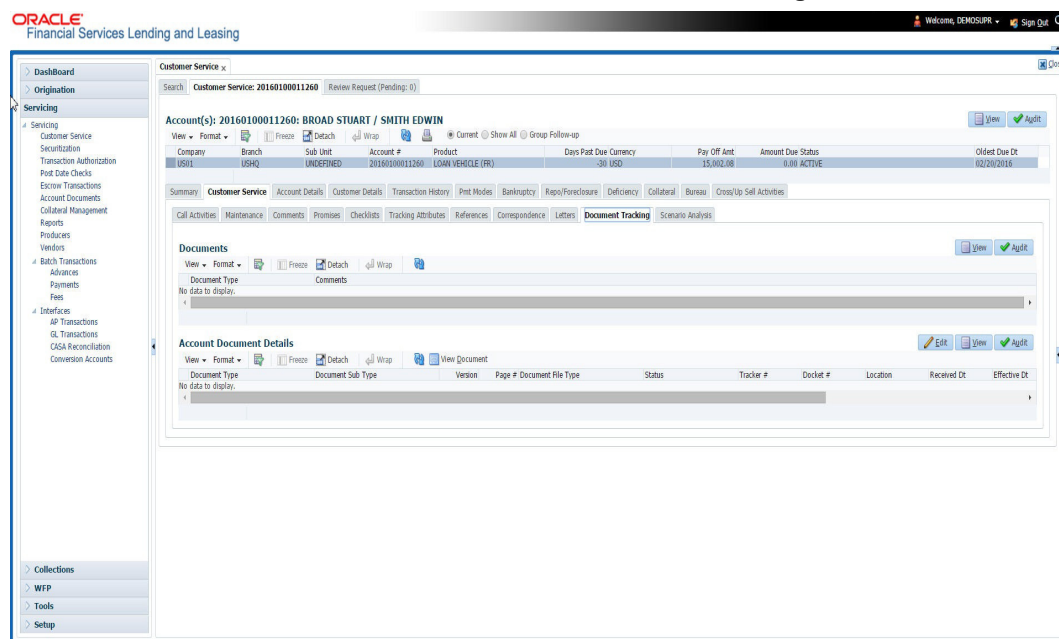 ORACLE
Financial Services Lending and Leasing
Welcome, DEMOSUPR Sign Out
DashBoard
Origination
Servicing
Servicing
Customer Service
Securitization
Transaction Authorization
Post Date Checks
Escrow Transactions
Account Documents
Collateral Management
Reports
Producers
Vendors
Batch Transactions
Advances
Payments
Fees
Interfaces
AP Transactions
GL Transactions
CASA Reconciliation
Conversion Accounts
Collections
WFP
Tools
Setup
Customer Service x
Search Customer Service: 20160100011260 Review Request (Pending: 0)
Account(s): 20160100011260: BROAD STUART / SMITH EDWIN View Audit
View Format Freeze Detach Wrap Current Show All Group Follow-up
Company Branch Sub Unit Account # Product Days Past Due Currency Pay Off Amt Amount Due Status Oldest Due Dt
US01 USHQ UNDEFINED 20160100011260 LOAN VEHICLE (FR) -30 USD 15,002.08 0.00 ACTIVE 02/20/2016
Summary Customer Service Account Details Customer Details Transaction History Pmt Modes Bankruptcy Repo/Foreclosure Deficiency Collateral Bureau Cross/Up Sell Activities
Call Activities Maintenance Comments Promises Checklists Tracking Attributes References Correspondence Letters Document Tracking Scenario Analysis
Documents View Audit
View Format Freeze Detach Wrap
Document Type Comments
No data to display.
Account Document Details Edit View Audit
View Format Freeze Detach Wrap View Document
Document Type Document Sub Type Version Page # Document File Type Status Tracker # Docket # Location Received Dt Effective Dt
No data to display.